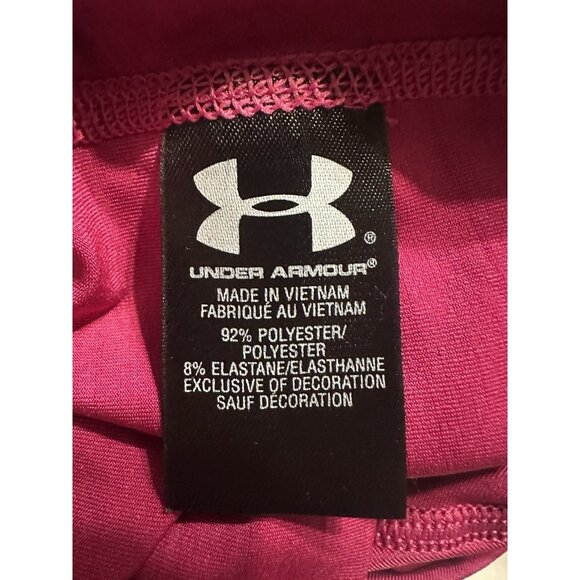 ®
UNDER ARMOUR®
MADE IN VIETNAM
FABRIQUÉ AU VIETNAM
92% POLYESTER/
POLYESTER
8% ELASTANE/ELASTHANNE
EXCLUSIVE OF DECORATION
SAUF DÉCORATION